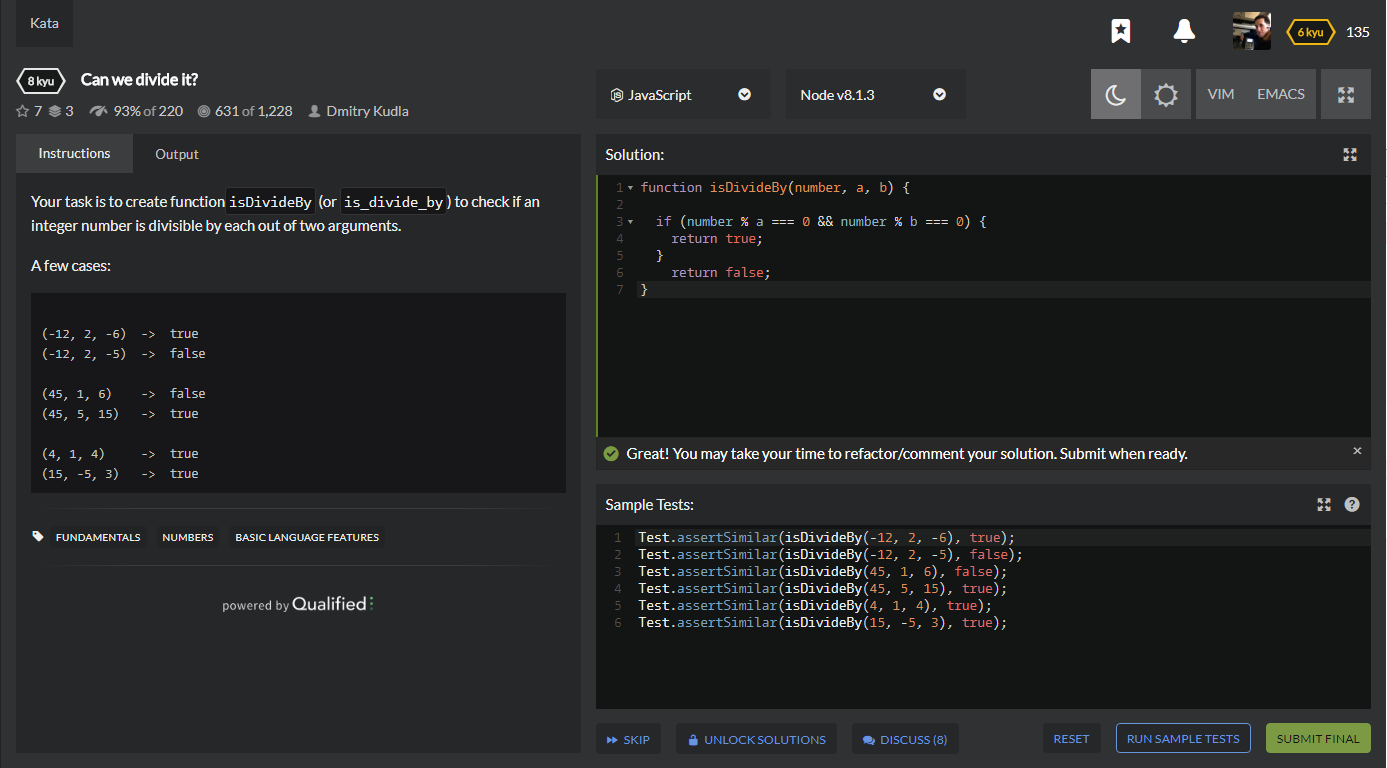 Kata
6 kyu 135
8 kyu Can we divide it?
7 3 93% of 220 631 of 1,228 Dmitry Kudla
JavaScript Node v8.1.3 VIM EMACS
Instructions Output
Your task is to create function isDivideBy (or is_divide_by) to check if an
integer number is divisible by each out of two arguments.
A few cases:
(-12, 2, -6) -> true
(-12, 2, -5) -> false
(45, 1, 6) -> false
(45, 5, 15) -> true
(4, 1, 4) -> true
(15, -5, 3) -> true
FUNDAMENTALS NUMBERS BASIC LANGUAGE FEATURES
powered by Qualified
Solution:
1 function isDivideBy(number, a, b) {
2
3 if (number % a === 0 && number % b === 0) {
4 return true;
5 }
6 return false;
7 }
Great! You may take your time to refactor/comment your solution. Submit when ready. ×
Sample Tests: ?
1 Test.assertSimilar(isDivideBy(-12, 2, -6), true);
2 Test.assertSimilar(isDivideBy(-12, 2, -5), false);
3 Test.assertSimilar(isDivideBy(45, 1, 6), false);
4 Test.assertSimilar(isDivideBy(45, 5, 15), true);
5 Test.assertSimilar(isDivideBy(4, 1, 4), true);
6 Test.assertSimilar(isDivideBy(15, -5, 3), true);
SKIP UNLOCK SOLUTIONS DISCUSS (8) RESET RUN SAMPLE TESTS SUBMIT FINAL